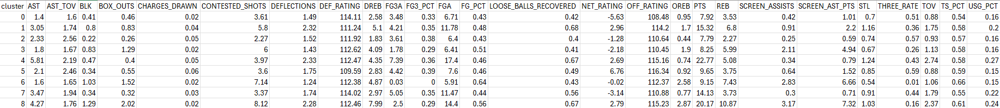 cluster AST AST_TOV BLK BOX_OUTS CHARGES_DRAWN CONTESTED_SHOTS DEFLECTIONS DEF_RATING DREB FG3A FG3_PCT FGA FG_PCT LOOSE_BALLS_RECOVERED NET_RATING OFF_RATING OREB PTS REB SCREEN_ASSISTS SCREEN_AST_PTS STL THREE_RATE TOV TS_PCT USG_PCT
0 1.4 1.6 0.41 0.46 0.02 3.61 1.49 114.11 2.58 3.48 0.33 6.71 0.43 0.42 -5.63 108.48 0.95 7.92 3.53 0.42 1.01 0.7 0.51 0.88 0.54 0.16
1 3.05 1.74 0.8 0.83 0.04 5.8 2.32 111.24 5.1 4.21 0.35 11.78 0.48 0.68 2.96 114.2 1.7 15.32 6.8 0.91 2.2 1.16 0.36 1.75 0.58 0.2
2 2.33 2.56 0.22 0.26 0.05 2.27 1.52 111.92 1.83 3.61 0.38 6.4 0.43 0.4 -1.28 110.64 0.44 7.79 2.27 0.25 0.59 0.74 0.57 0.93 0.57 0.16
3 1.8 1.67 0.83 1.29 0.02 6 1.43 112.62 4.09 1.78 0.29 6.41 0.51 0.41 -2.18 110.45 1.9 8.25 5.99 2.11 4.94 0.67 0.26 1.13 0.58 0.16
4 5.81 2.19 0.47 0.4 0.05 3.97 2.33 112.47 4.35 7.39 0.36 17.4 0.46 0.67 2.69 115.16 0.74 22.77 5.08 0.34 0.79 1.24 0.43 2.74 0.58 0.27
5 2.1 2.46 0.34 0.55 0.06 3.6 1.75 109.59 2.83 4.42 0.39 7.6 0.46 0.49 6.76 116.34 0.92 9.65 3.75 0.64 1.52 0.85 0.59 0.88 0.59 0.15
6 1.6 1.65 1.03 1.52 0.02 7.14 1.24 112.38 4.87 0.03 0 5.91 0.64 0.43 -0.02 112.37 2.58 9.15 7.43 2.83 6.66 0.54 0.01 1.06 0.66 0.15
7 3.47 1.94 0.34 0.32 0.03 3.37 1.74 114.02 2.97 5.05 0.35 11.47 0.44 0.56 -3.14 110.88 0.77 14.13 3.73 0.3 0.71 0.91 0.44 1.79 0.55 0.22
8 4.27 1.76 1.29 2.02 0.02 8.12 2.28 112.46 7.99 2.5 0.29 14.4 0.56 0.67 2.79 115.23 2.87 20.17 10.87 3.17 7.32 1.03 0.16 2.37 0.61 0.24